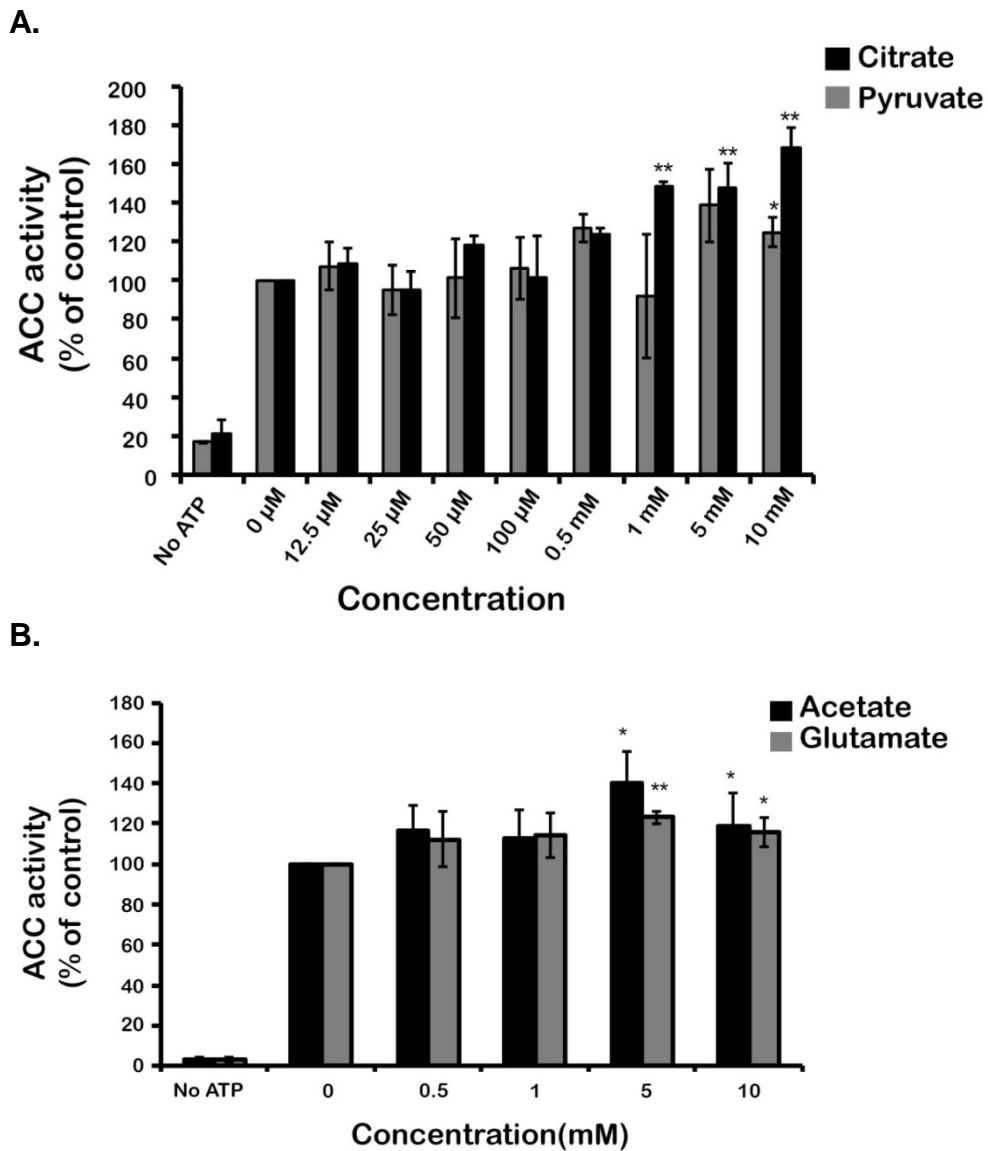 A.
Citrate
Pyruvate
ACC activity
(% of control)
200
180
160
140
120
100
80
60
40
20
0
**
**
**
*
No ATP
0 µM
12.5 µM
25 µM
50 µM
100 µM
0.5 mM
1 mM
5 mM
10 mM
Concentration
B.
Acetate
Glutamate
ACC activity
(% of control)
180
160
140
120
100
80
60
40
20
0
*
**
*
*
No ATP
0
0.5
1
5
10
Concentration(mM)